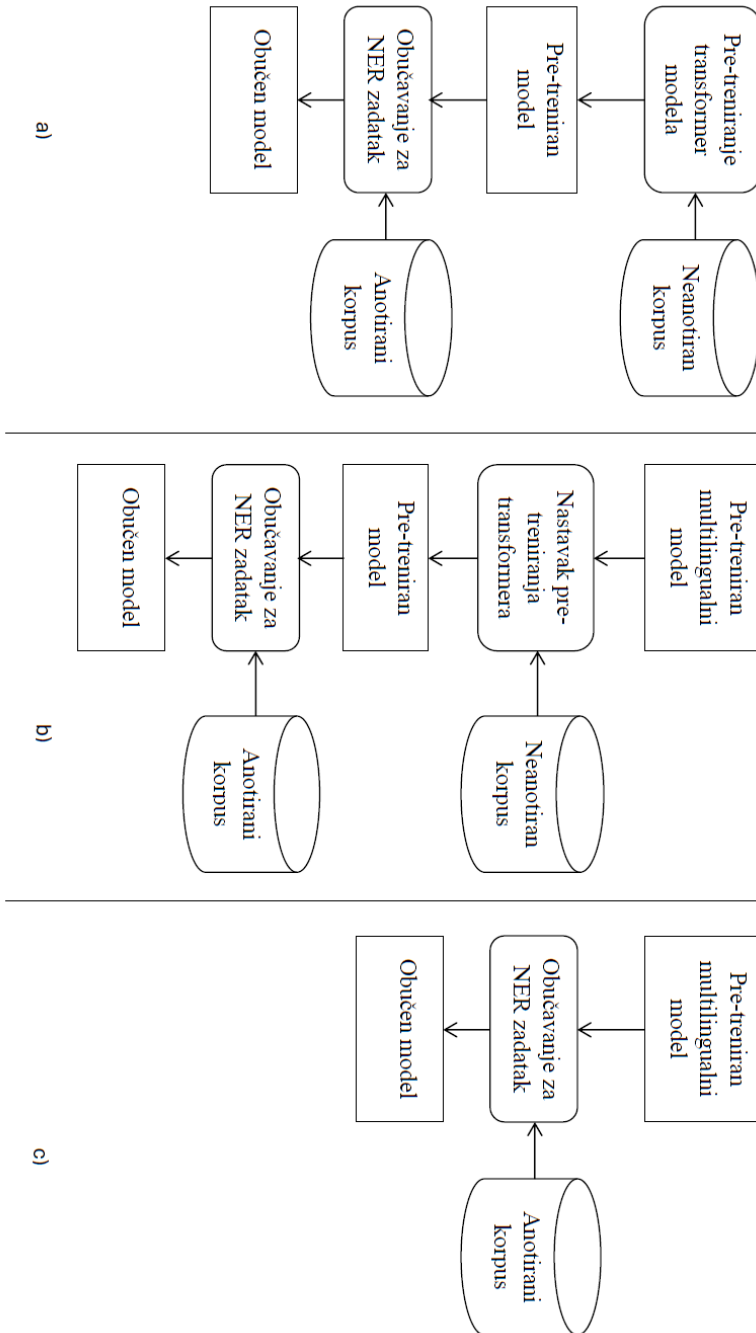 Pre-treniranje
transformer
modela
Neanotiran
korpus
Pre-treniran
model
Obučavanje za
NER zadatak
Anotirani
korpus
Obučen model
a)
Pre-treniran
multilingualni
model
Nastavak pre-
treniranja
transformera
Neanotiran
korpus
Pre-treniran
model
Obučavanje za
NER zadatak
Anotirani
korpus
Obučen model
b)
Pre-treniran
multilingualni
model
Obučavanje za
NER zadatak
Anotirani
korpus
Obučen model
c)